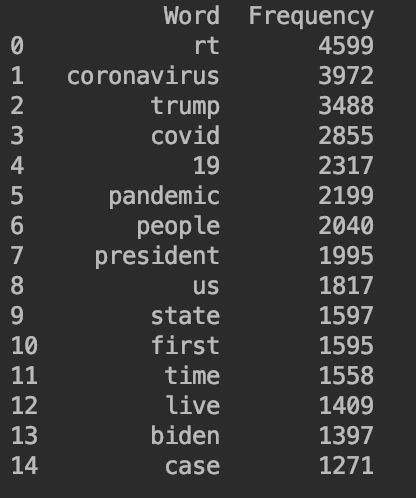 Word Frequency
0 rt 4599
1 coronavirus 3972
2 trump 3488
3 covid 2855
4 19 2317
5 pandemic 2199
6 people 2040
7 president 1995
8 us 1817
9 state 1597
10 first 1595
11 time 1558
12 live 1409
13 biden 1397
14 case 1271